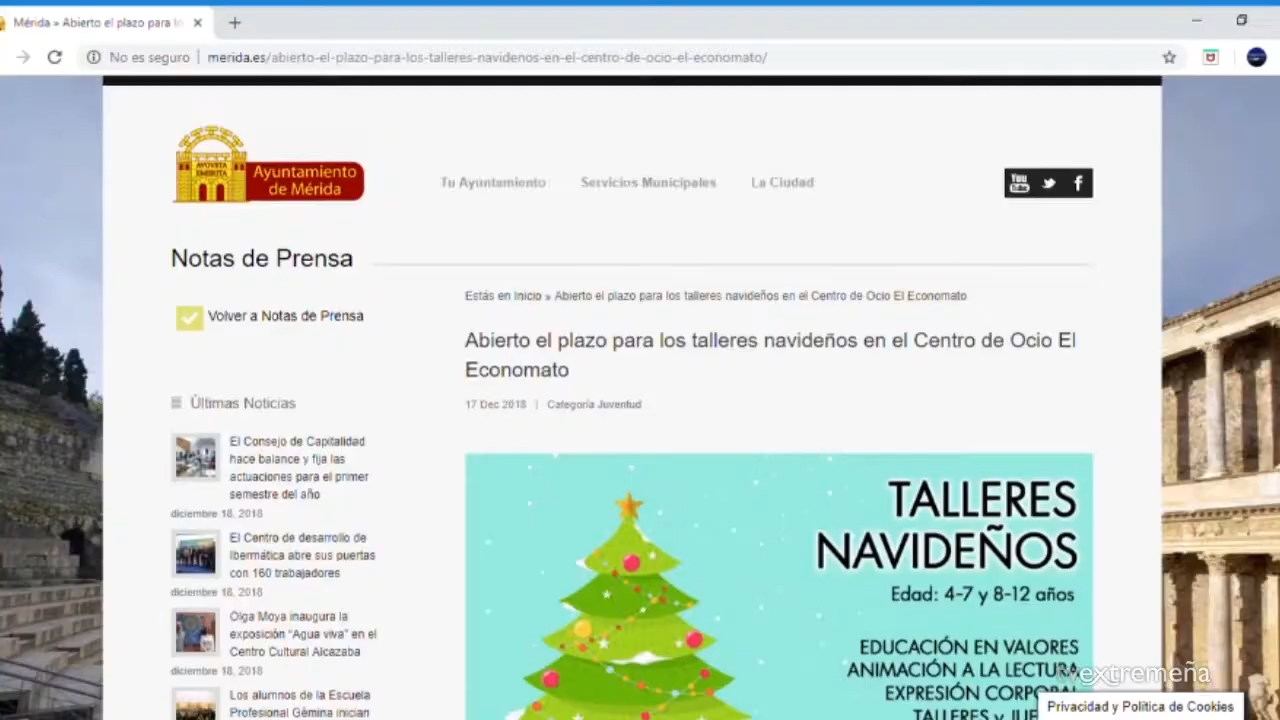 Mérida » Abierto el plazo para lo
No es seguro | merida.es/abierto-el-plazo-para-los-talleres-navidenos-en-el-centro-de-ocio-el-economato/
AVGVSTA
EMERITA
Ayuntamiento
de Mérida
Tu Ayuntamiento
Servicios Municipales
La Ciudad
You
Tube
Notas de Prensa
Volver a Notas de Prensa
Últimas Noticias
El Consejo de Capitalidad
hace balance y fija las
actuaciones para el primer
semestre del año
diciembre 18, 2018
El Centro de desarrollo de
Ibermática abre sus puertas
con 160 trabajadores
diciembre 18, 2018
Olga Moya inaugura la
exposición “Agua viva” en el
Centro Cultural Alcazaba
diciembre 18, 2018
Los alumnos de la Escuela
Profesional Gémina inician
Estás en Inicio » Abierto el plazo para los talleres navideños en el Centro de Ocio El Economato
Abierto el plazo para los talleres navideños en el Centro de Ocio El
Economato
17 Dec 2018 | Categoría Juventud
TALLERES
NAVIDEÑOS
Edad: 4-7 y 8-12 años
EDUCACIÓN EN VALORES
ANIMACIÓN A LA LECTURA
EXPRESIÓN CORPORAL
TALLERES y JUE
tvextremeña
Privacidad y Política de Cookies